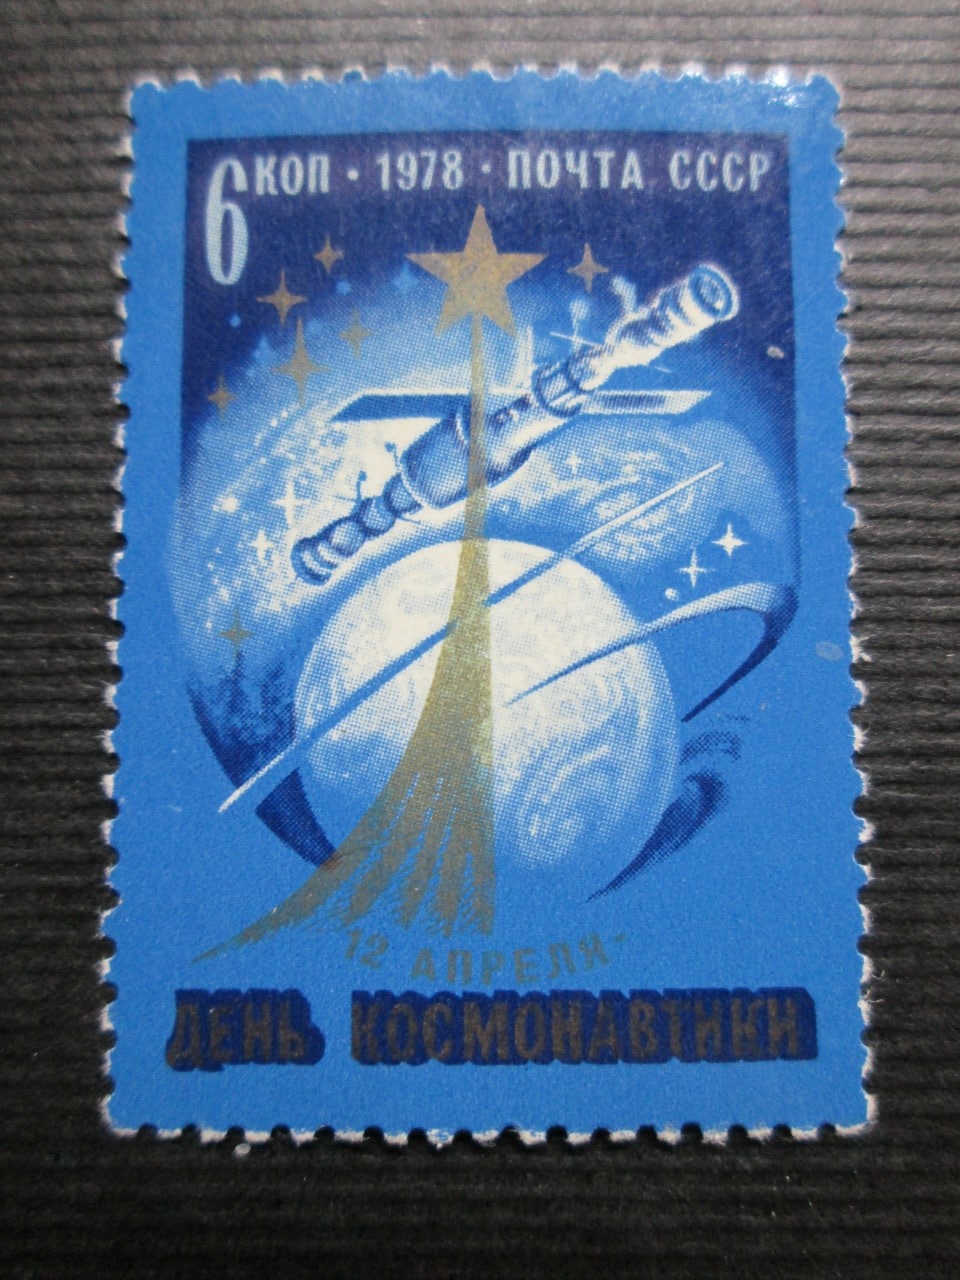 6 КОП · 1978 · ПОЧТА СССР
12 АПРЕЛЯ-
ДЕНЬ КОСМОНАВТИКИ